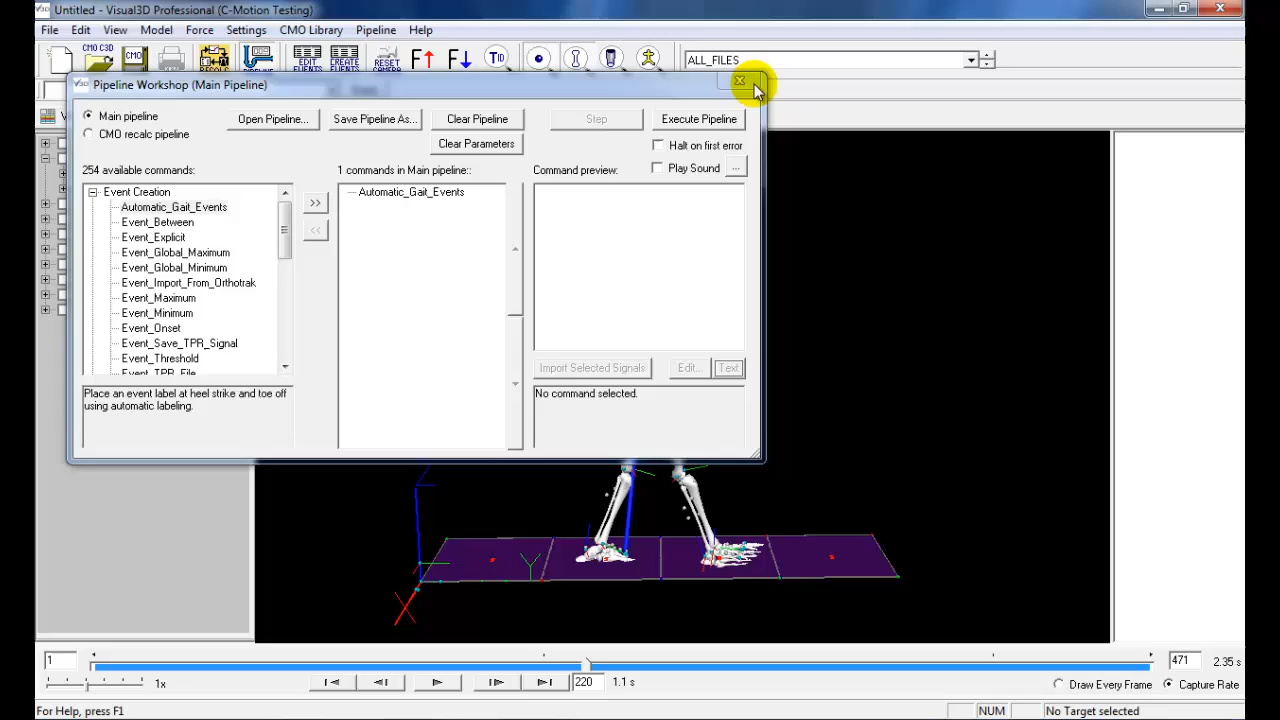 Untitled - Visual3D Professional (C-Motion Testing)
File Edit View Model Force Settings CMO Library Pipeline Help
CMO C3D
CMO
RECALC
EDIT EVENTS
CREATE EVENTS
RESET CAMERA
F F TID
ALL_FILES
Pipeline Workshop (Main Pipeline)
Main pipeline
CMO recalc pipeline
Open Pipeline...
Save Pipeline As...
Clear Pipeline
Step
Execute Pipeline
Clear Parameters
Halt on first error
Play Sound
...
254 available commands:
1 commands in Main pipeline::
Command preview:
Event Creation
Automatic_Gait_Events
Event_Between
Event_Explicit
Event_Global_Maximum
Event_Global_Minimum
Event_Import_From_Orthotrak
Event_Maximum
Event_Minimum
Event_Onset
Event_Save_TPR_Signal
Event_Threshold
Event_TPR_File
>>
<<
Automatic_Gait_Events
Import Selected Signals
Edit...
Text
Place an event label at heel strike and toe off
using automatic labeling.
No command selected.
Y
X
1
471
2.35 s
1x
220
1.1 s
Draw Every Frame
Capture Rate
For Help, press F1
NUM
No Target selected